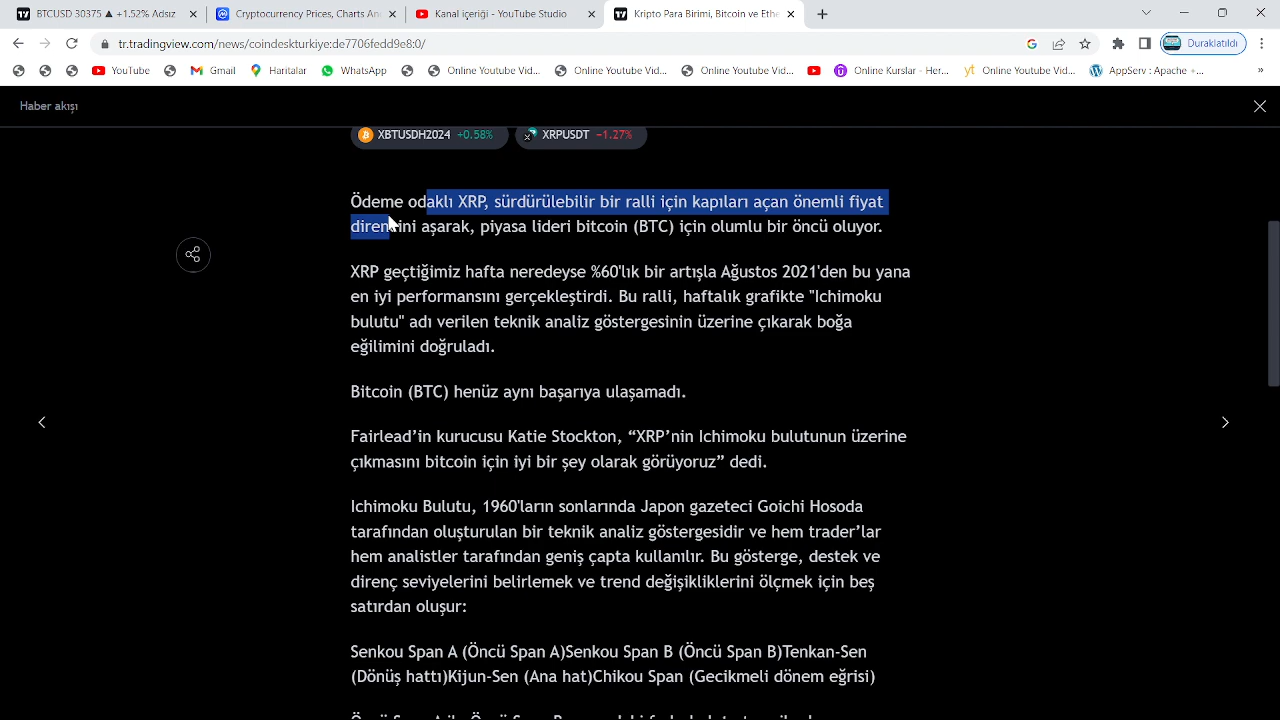 BTCUSD 30375 ▲ +1.52% Adsız
Cryptocurrency Prices, Charts An
Kanal içeriği - YouTube Studio
Kripto Para Birimi, Bitcoin ve Ethe
tr.tradingview.com/news/coindeskturkiye:de7706fedd9e8:0/
Duraklatıldı
YouTube
Gmail
Haritalar
WhatsApp
Online Youtube Vid...
Online Youtube Vid...
Online Youtube Vid...
Online Kurslar - Her...
yt Online Youtube Vid...
AppServ : Apache +...
Haber akışı
XBTUSDH2024 +0.58%
XRPUSDT −1.27%
Ödeme odaklı XRP, sürdürülebilir bir ralli için kapıları açan önemli fiyat
direncini aşarak, piyasa lideri bitcoin (BTC) için olumlu bir öncü oluyor.
XRP geçtiğimiz hafta neredeyse %60'lık bir artışla Ağustos 2021'den bu yana
en iyi performansını gerçekleştirdi. Bu ralli, haftalık grafikte "Ichimoku
bulutu" adı verilen teknik analiz göstergesinin üzerine çıkarak boğa
eğilimini doğruladı.
Bitcoin (BTC) henüz aynı başarıya ulaşamadı.
Fairlead’in kurucusu Katie Stockton, “XRP’nin Ichimoku bulutunun üzerine
çıkmasını bitcoin için iyi bir şey olarak görüyoruz” dedi.
Ichimoku Bulutu, 1960'ların sonlarında Japon gazeteci Goichi Hosoda
tarafından oluşturulan bir teknik analiz göstergesidir ve hem trader’lar
hem analistler tarafından geniş çapta kullanılır. Bu gösterge, destek ve
direnç seviyelerini belirlemek ve trend değişikliklerini ölçmek için beş
satırdan oluşur:
Senkou Span A (Öncü Span A)Senkou Span B (Öncü Span B)Tenkan-Sen
(Dönüş hattı)Kijun-Sen (Ana hat)Chikou Span (Gecikmeli dönem eğrisi)